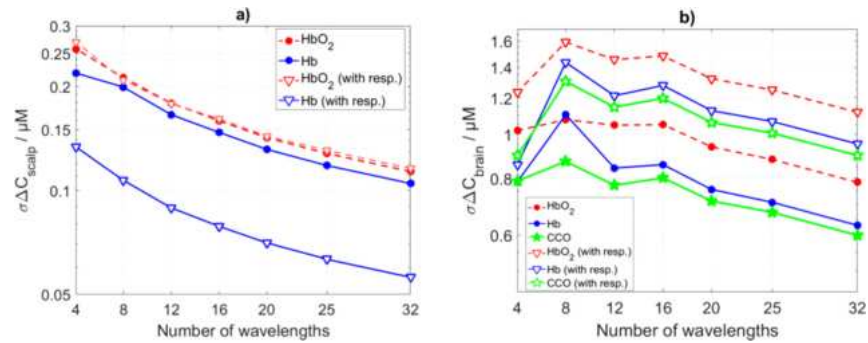 a)
0.3
0.25
0.2
0.15
0.1
0.05
σΔC_scalp / µM
4 8 12 16 20 25 32
Number of wavelengths
HbO₂
Hb
HbO₂ (with resp.)
Hb (with resp.)
b)
1.6
1.4
1.2
1
0.8
0.6
σΔC_brain / µM
4 8 12 16 20 25 32
Number of wavelengths
HbO₂
Hb
CCO
HbO₂ (with resp.)
Hb (with resp.)
CCO (with resp.)